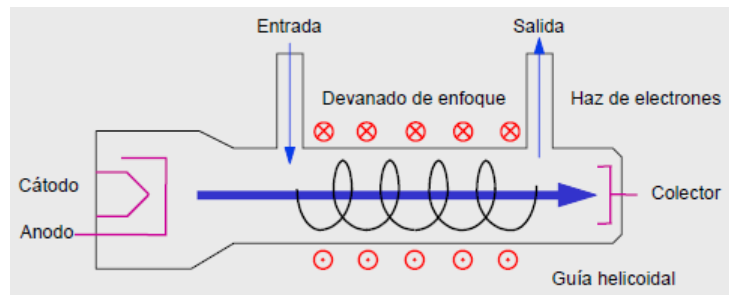 Entrada
Salida
Devanado de enfoque
Haz de electrones
Cátodo
Colector
Anodo
Guía helicoidal